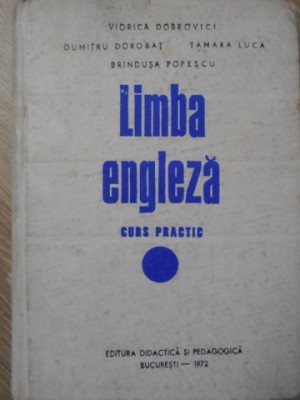 VIORICA DOBROVICI
DUMITRU DOROBAȚ TAMARA LUCA
BRÎNDUȘA POPESCU
Limba
engleză
CURS PRACTIC
EDITURA DIDACTICĂ ȘI PEDAGOGICĂ
BUCUREȘTI — 1972